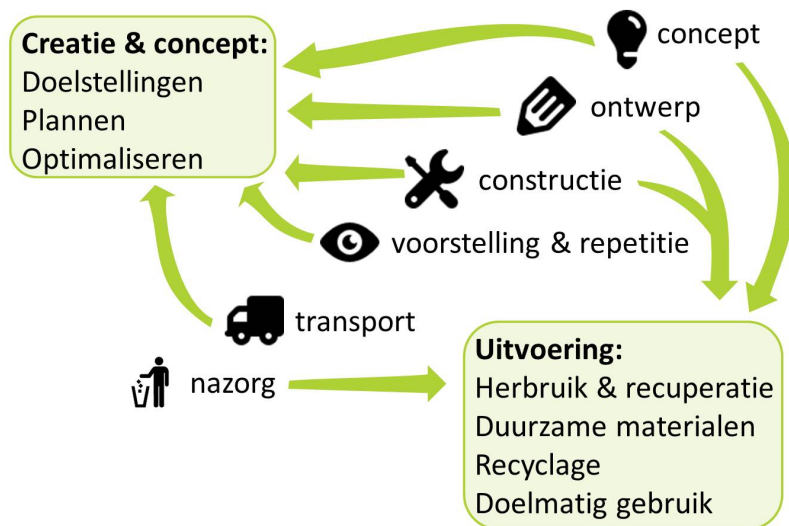 Creatie & concept:
Doelstellingen
Plannen
Optimaliseren
concept
ontwerp
constructie
voorstelling & repetitie
transport
nazorg
Uitvoering:
Herbruik & recuperatie
Duurzame materialen
Recyclage
Doelmatig gebruik